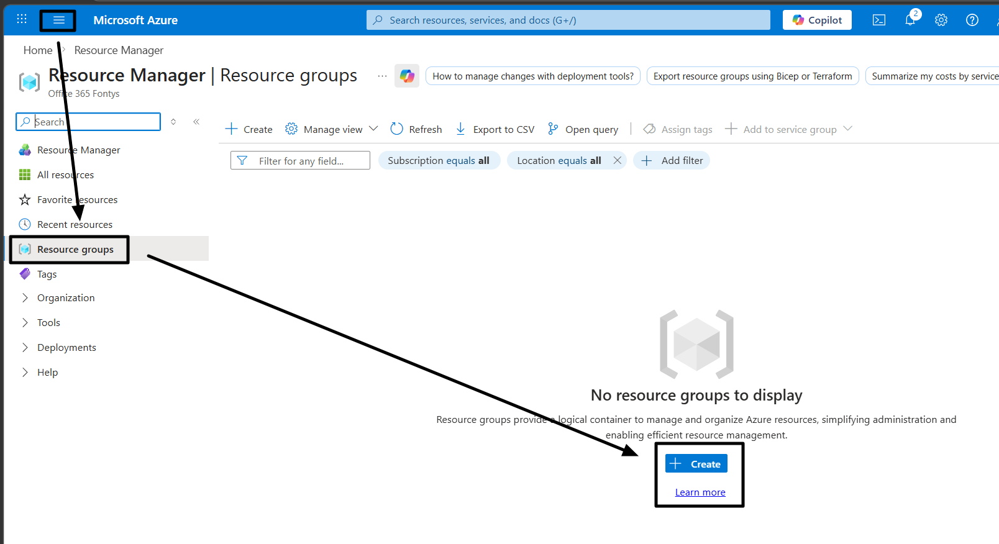 Microsoft Azure
Search resources, services, and docs (G+/)
Copilot
2
Home > Resource Manager
Resource Manager | Resource groups
...
How to manage changes with deployment tools?
Export resource groups using Bicep or Terraform
Summarize my costs by service
Office 365 Fontys
Search
Create
Manage view
Refresh
Export to CSV
Open query
Assign tags
Add to service group
Filter for any field...
Subscription equals all
Location equals all
Add filter
Resource Manager
All resources
Favorite resources
Recent resources
Resource groups
Tags
Organization
Tools
Deployments
Help
No resource groups to display
Resource groups provide a logical container to manage and organize Azure resources, simplifying administration and
enabling efficient resource management.
Create
Learn more